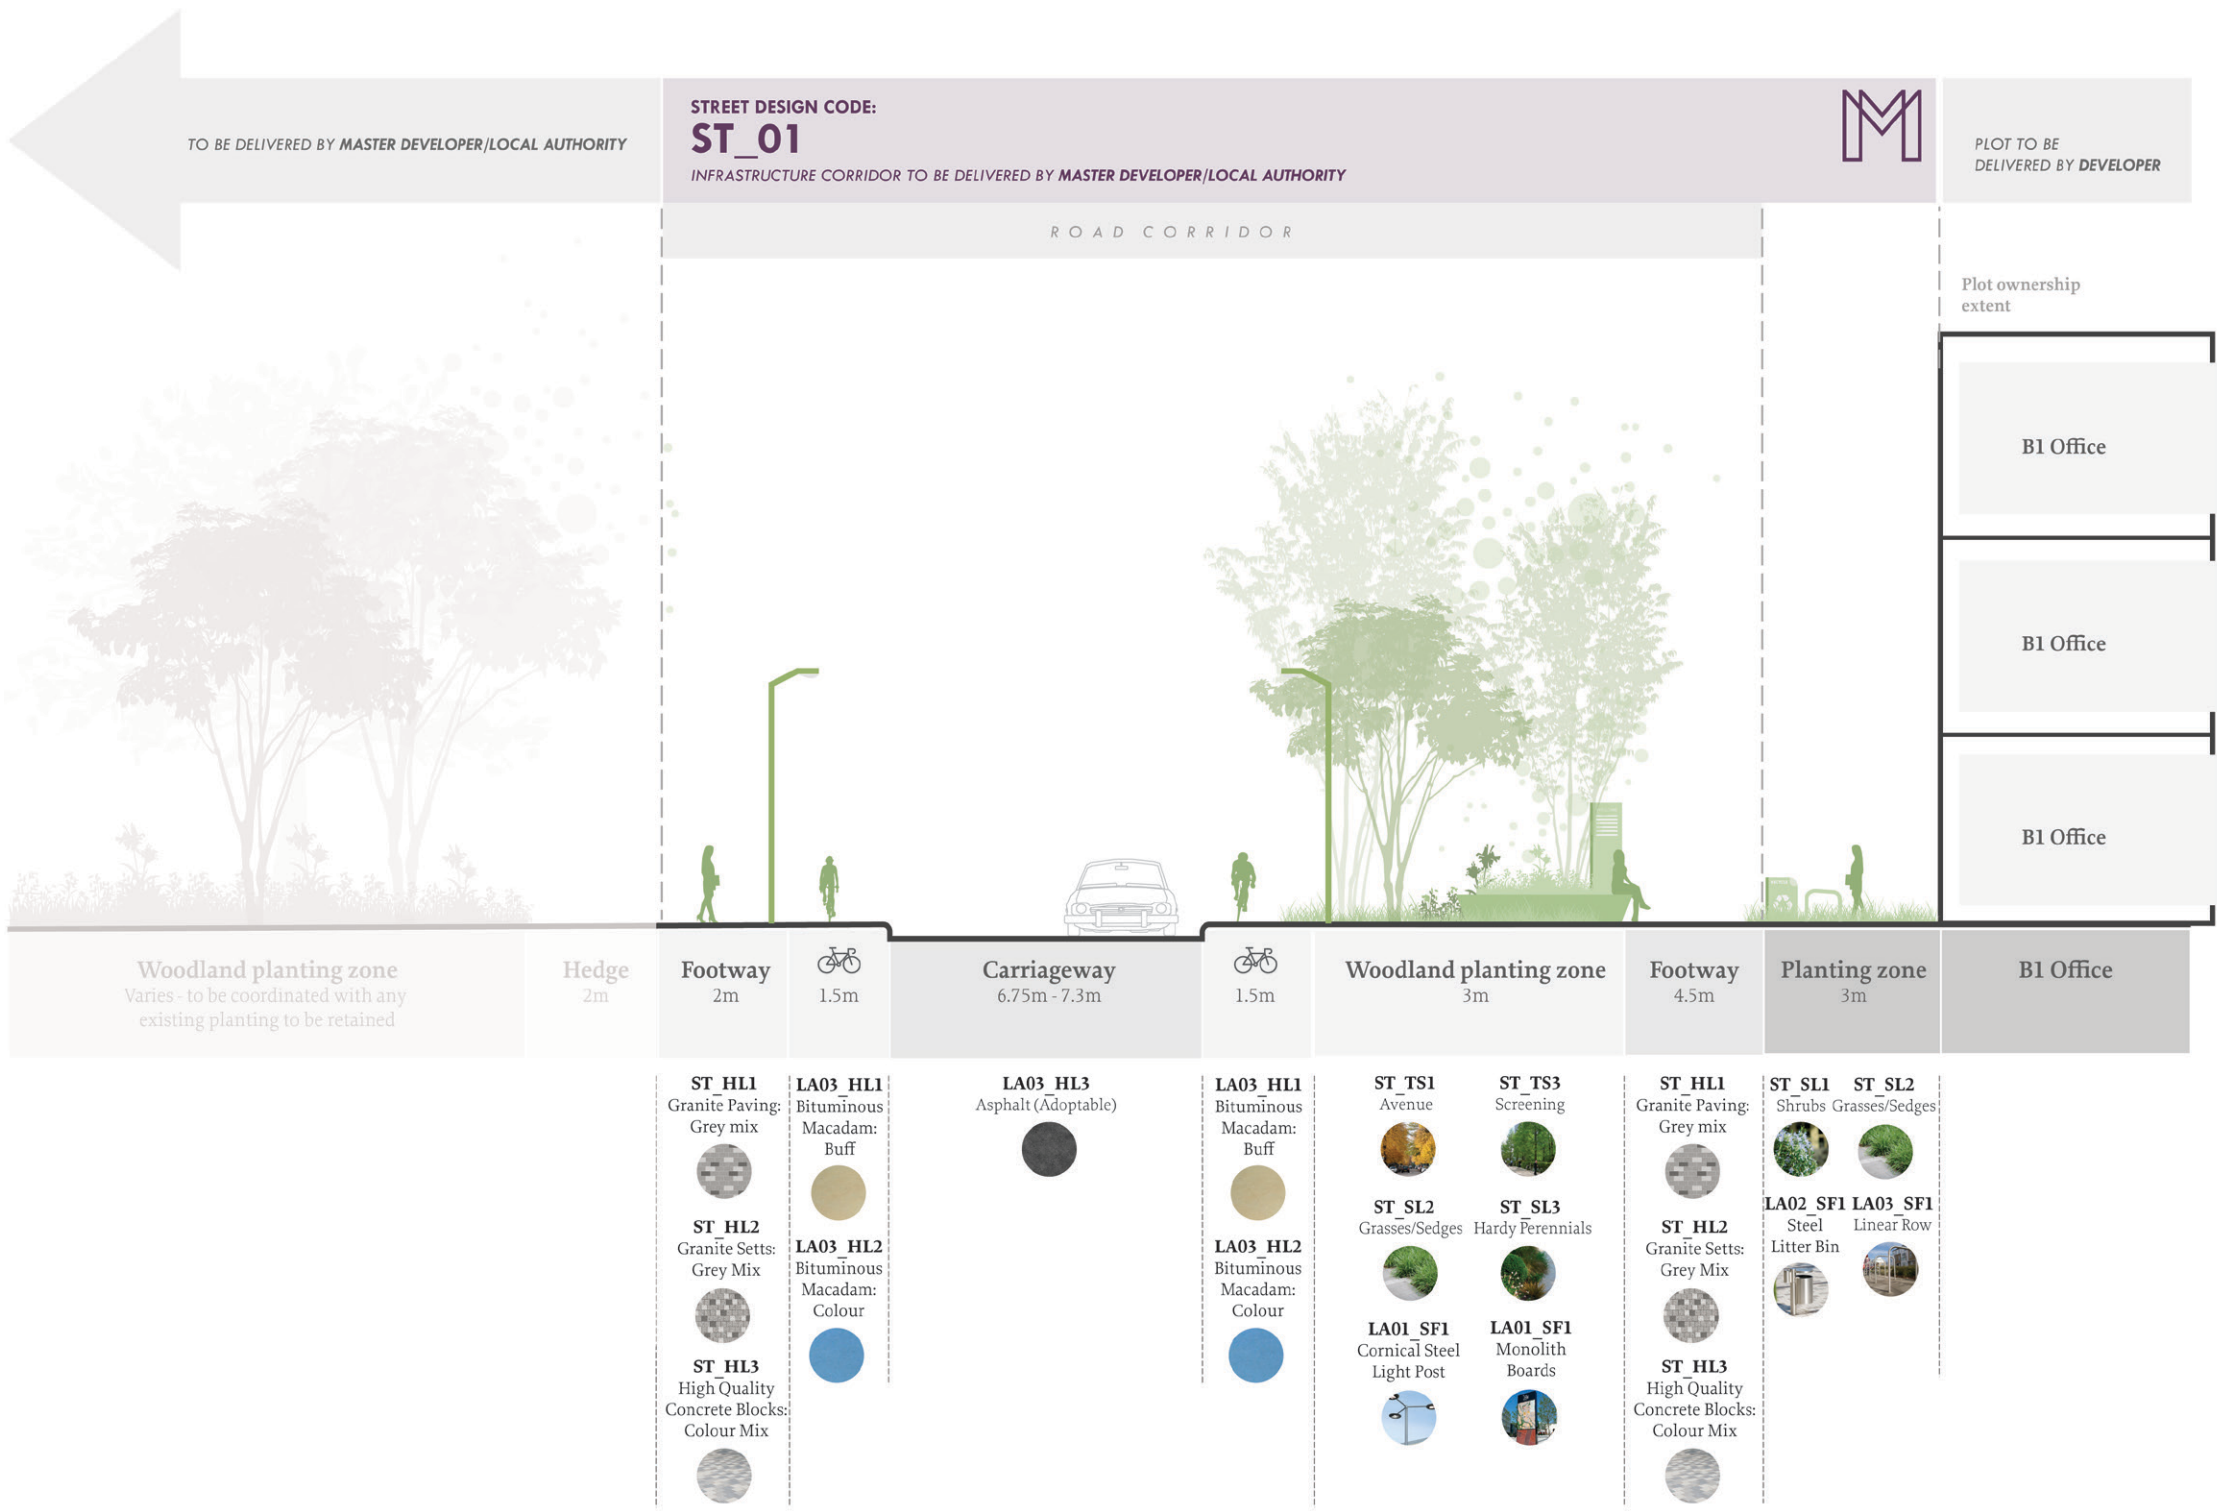 TO BE DELIVERED BY MASTER DEVELOPER/LOCAL AUTHORITY
STREET DESIGN CODE:
ST_01
INFRASTRUCTURE CORRIDOR TO BE DELIVERED BY MASTER DEVELOPER/LOCAL AUTHORITY
M
PLOT TO BE
DELIVERED BY DEVELOPER
ROAD CORRIDOR
Plot ownership
extent
B1 Office
B1 Office
B1 Office
Woodland planting zone
Varies - to be coordinated with any
existing planting to be retained
Hedge
2m
Footway
2m
1.5m
Carriageway
6.75m - 7.3m
1.5m
Woodland planting zone
3m
Footway
4.5m
Planting zone
3m
B1 Office
ST_HL1
Granite Paving:
Grey mix
ST_HL2
Granite Setts:
Grey Mix
ST_HL3
High Quality
Concrete Blocks:
Colour Mix
LA03_HL1
Bituminous
Macadam:
Buff
LA03_HL2
Bituminous
Macadam:
Colour
LA03_HL3
Asphalt (Adoptable)
LA03_HL1
Bituminous
Macadam:
Buff
LA03_HL2
Bituminous
Macadam:
Colour
ST_TS1
Avenue
ST_TS3
Screening
ST_SL2
Grasses/Sedges
ST_SL3
Hardy Perennials
LA01_SF1
Cornical Steel
Light Post
LA01_SF1
Monolith
Boards
ST_HL1
Granite Paving:
Grey mix
ST_HL2
Granite Setts:
Grey Mix
ST_HL3
High Quality
Concrete Blocks:
Colour Mix
ST_SL1
Shrubs
ST_SL2
Grasses/Sedges
LA02_SF1
Steel
Litter Bin
LA03_SF1
Linear Row